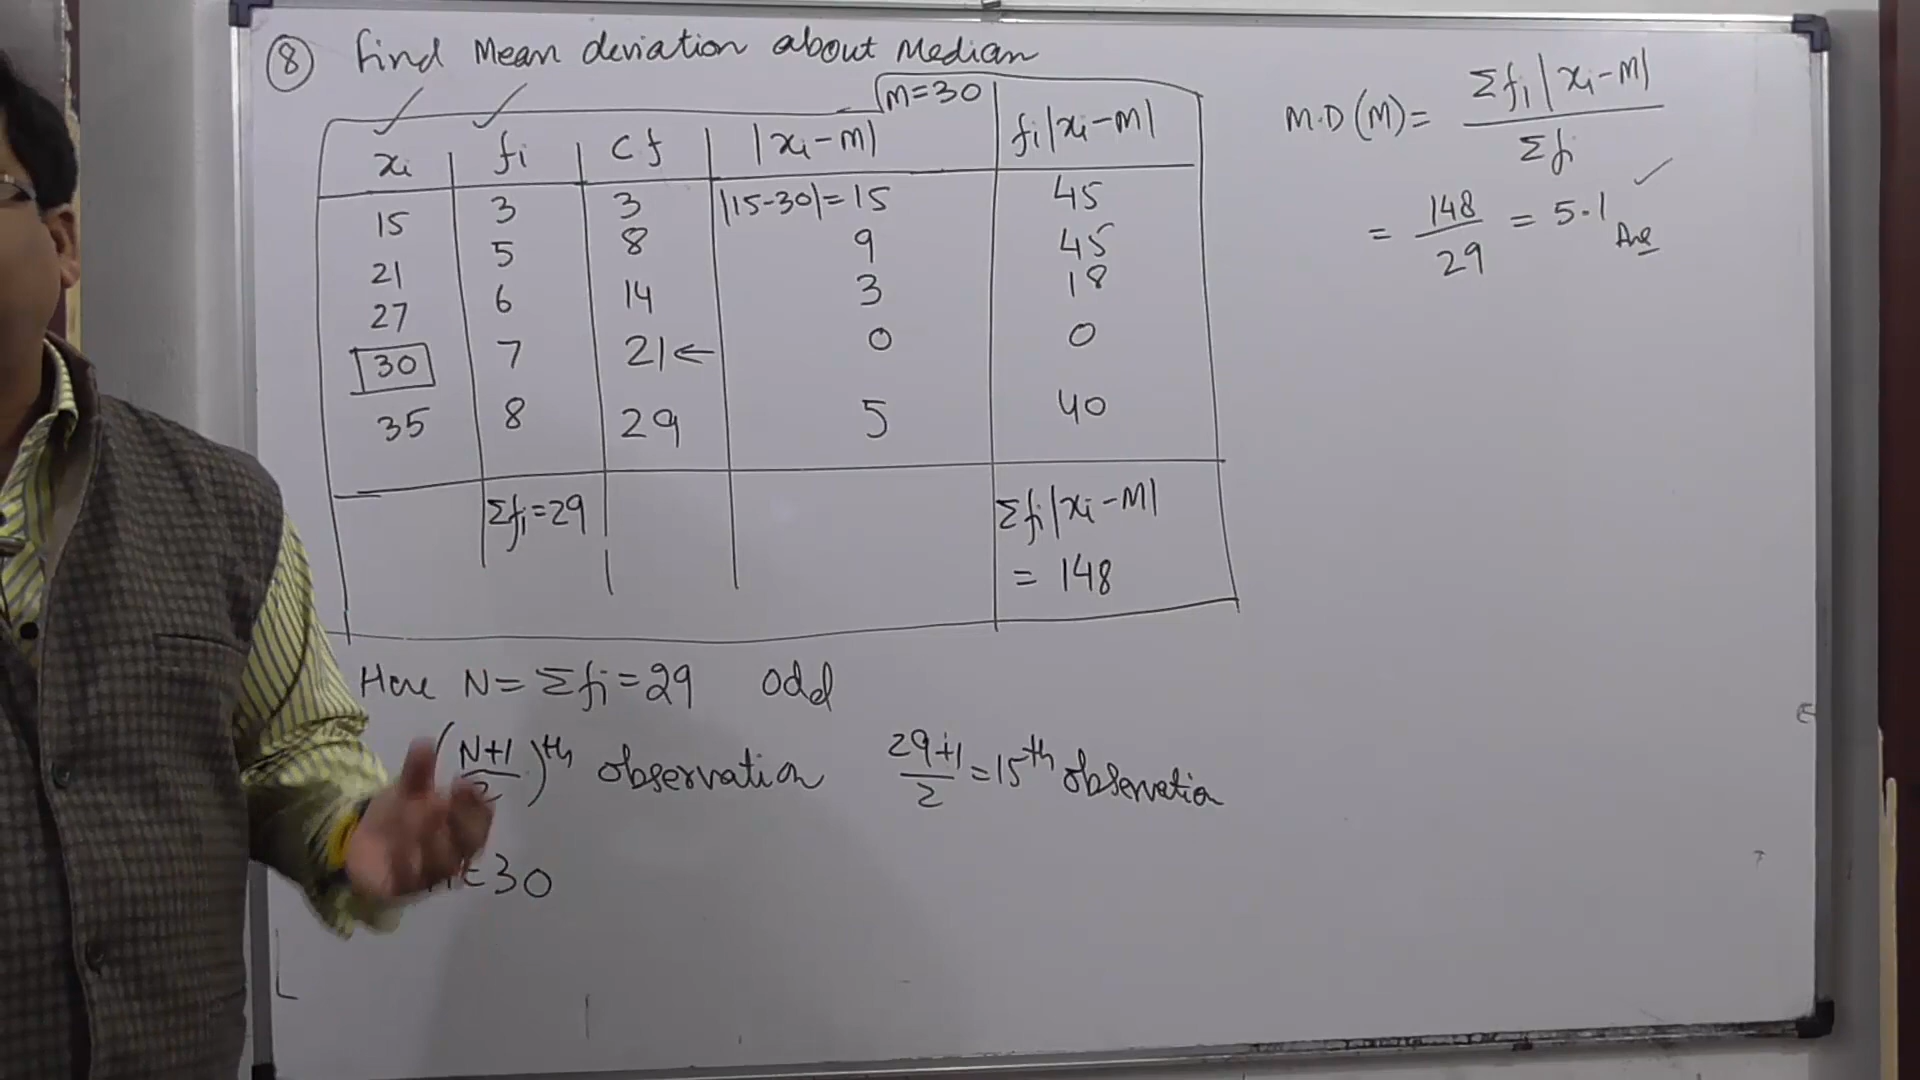 ⑧ Find Mean deviation about Median
M=30
xi fi cf |xi-M| fi|xi-M|
15 3 3 |15-30|=15 45
21 5 8 9 45
27 6 14 3 18
30 7 21← 0 0
35 8 29 5 40
Σfi=29 Σfi|xi-M|
= 148
Here N= Σfi=29 odd
(N+1/2)th observation 29+1/2=15th observation
=30
M.D(M)= Σfi|xi-M|/Σfi
= 148/29 = 5.1 Ans